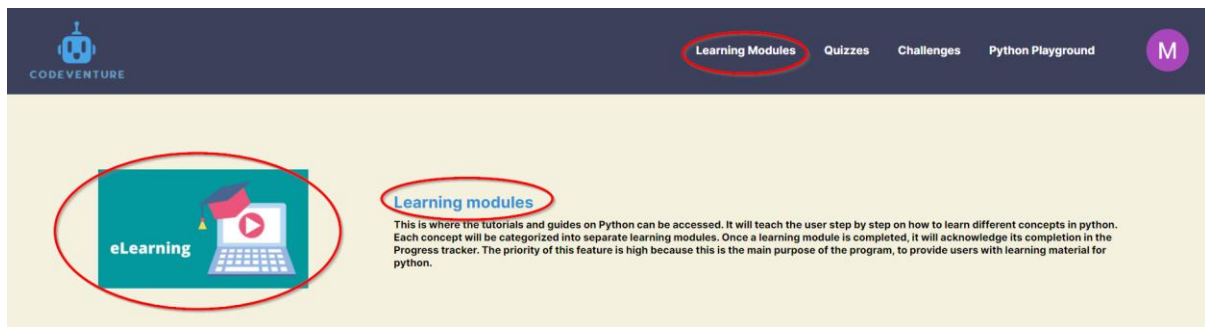 CODEVENTURE
Learning Modules Quizzes Challenges Python Playground M
eLearning
Learning modules
This is where the tutorials and guides on Python can be accessed. It will teach the user step by step on how to learn different concepts in python.
Each concept will be categorized into separate learning modules. Once a learning module is completed, it will acknowledge its completion in the
Progress tracker. The priority of this feature is high because this is the main purpose of the program, to provide users with learning material for
python.